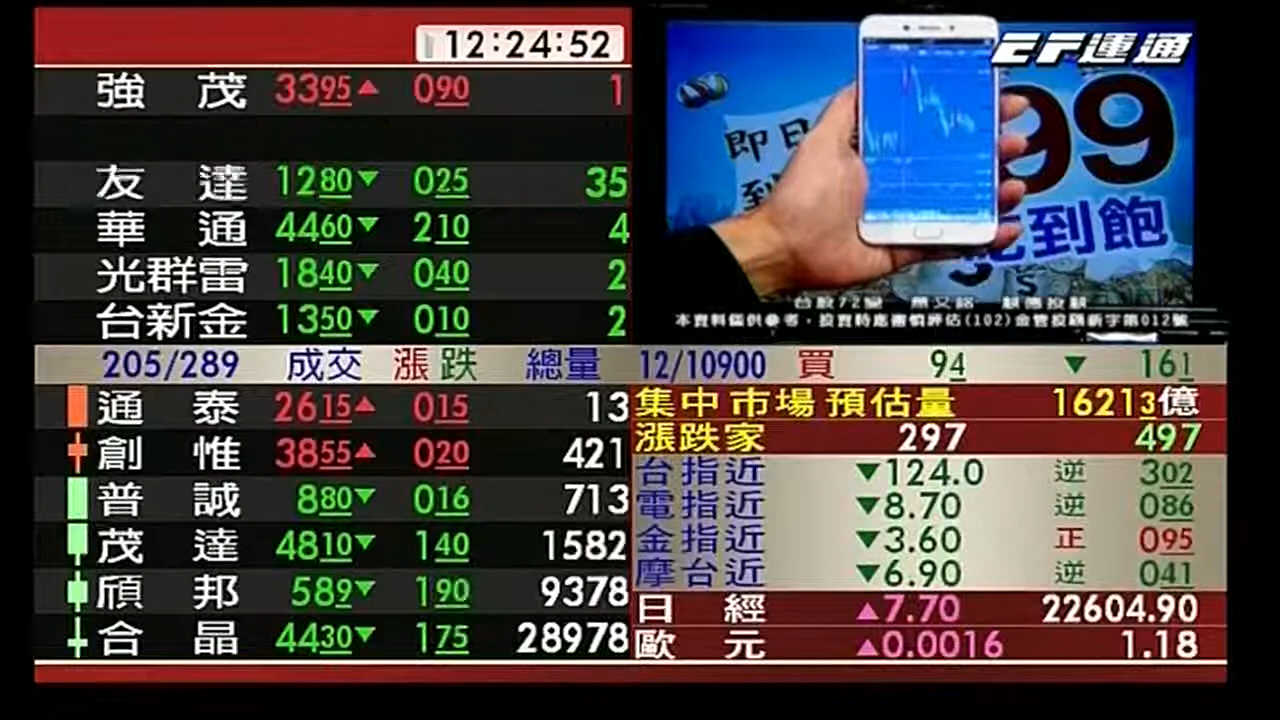 12:24:52
強茂 3395▲ 090 1
友達 1280▼ 025 35
華通 4460▼ 210 4
光群雷 1840▼ 040 2
台新金 1350▼ 010 2
205/289 成交 漲跌 總量
通泰 2615▲ 015 13
創惟 3855▲ 020 421
普誠 880▼ 016 713
茂達 4810▼ 140 1582
頎邦 589▼ 190 9378
合晶 4430▼ 175 28978
EF運通
即日
到
99
吃到飽
本資料僅供參考，投資時應審慎評估(102)金管投顧新字第012號
12/10900 買 94 ▼ 161
集中市場預估量 16213億
漲跌家 297 497
台指近 ▼124.0 逆 302
電指近 ▼8.70 逆 086
金指近 ▼3.60 正 095
摩台近 ▼6.90 逆 041
日經 ▲7.70 22604.90
歐元 ▲0.0016 1.18